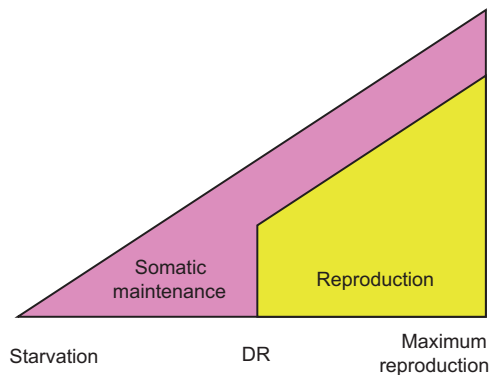 Somatic
maintenance
Reproduction
Starvation
DR
Maximum
reproduction